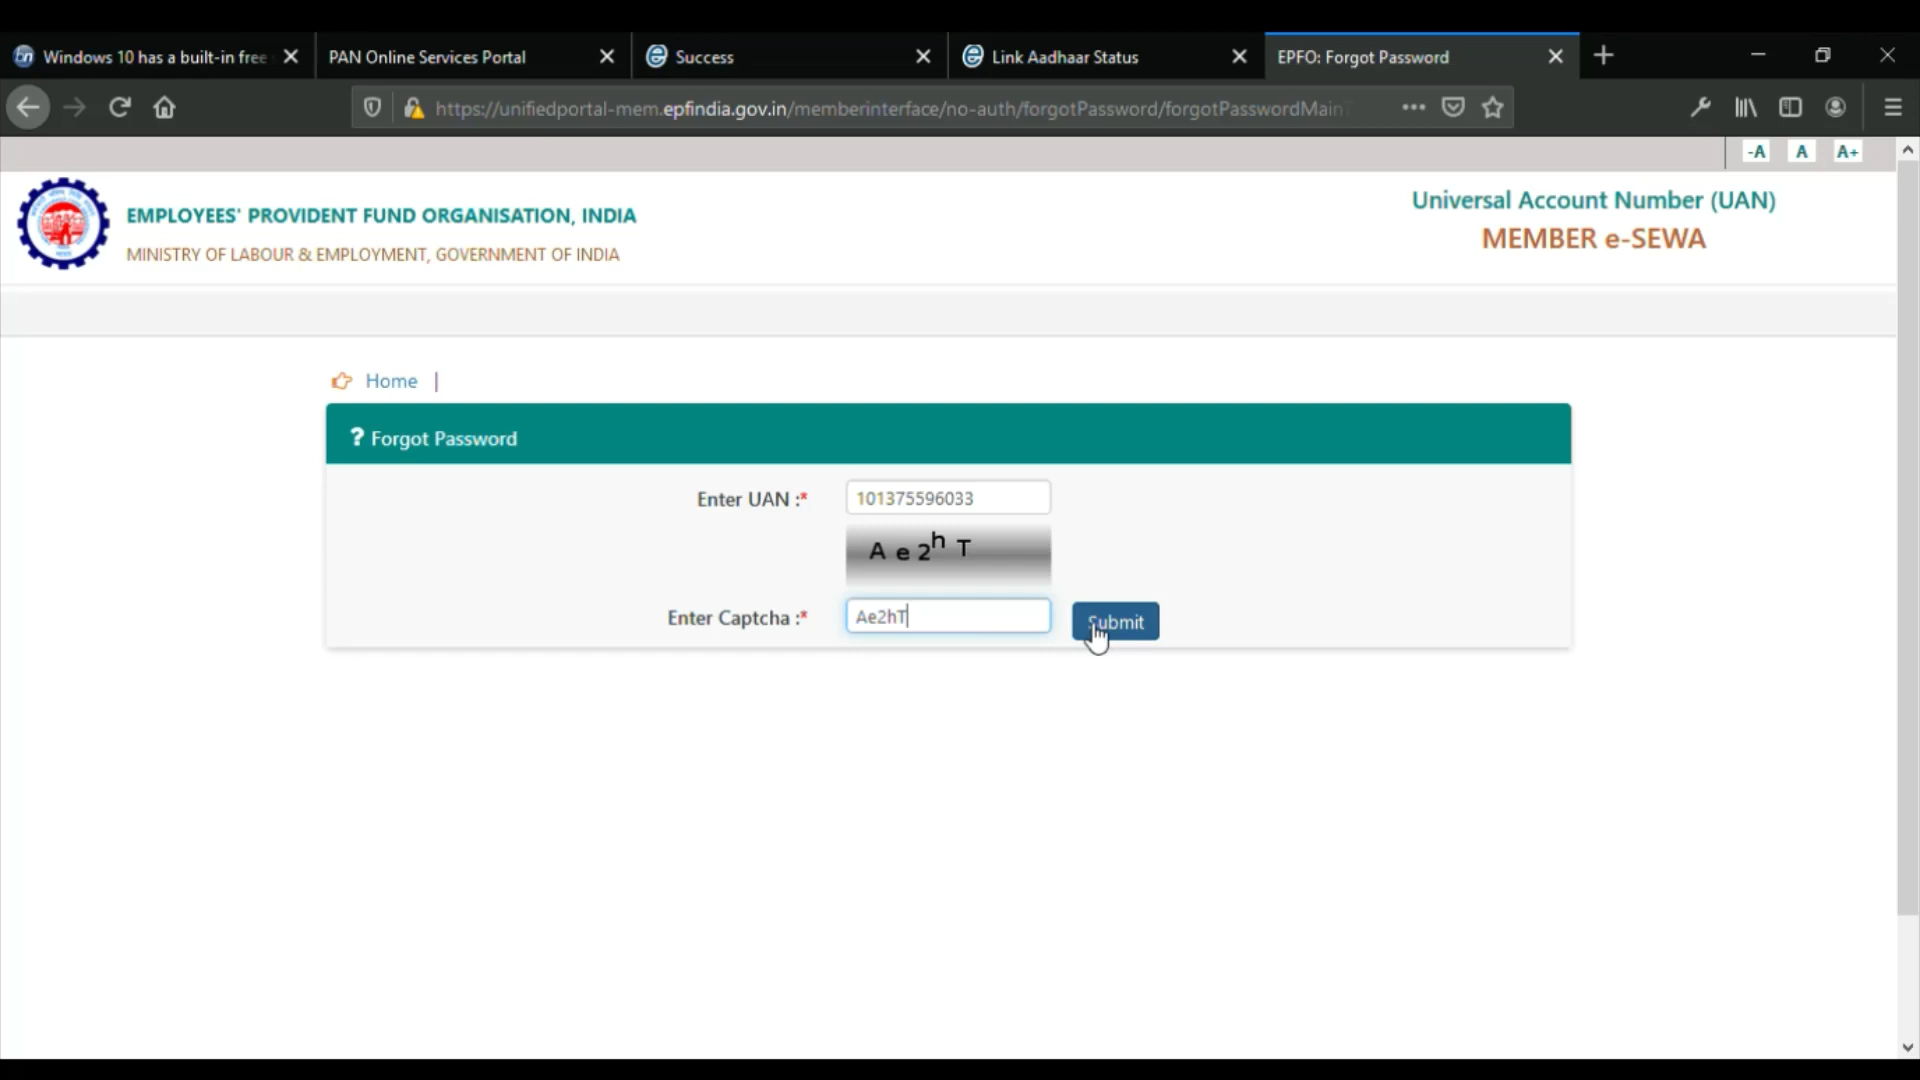 Windows 10 has a built-in free
PAN Online Services Portal
Success
Link Aadhaar Status
EPFO: Forgot Password
https://unifiedportal-mem.epfindia.gov.in/memberinterface/no-auth/forgotPassword/forgotPasswordMain
-A A A+
EMPLOYEES' PROVIDENT FUND ORGANISATION, INDIA
MINISTRY OF LABOUR & EMPLOYMENT, GOVERNMENT OF INDIA
Universal Account Number (UAN)
MEMBER e-SEWA
Home |
? Forgot Password
Enter UAN :* 101375596033
A e 2 h T
Enter Captcha :* Ae2hT
Submit